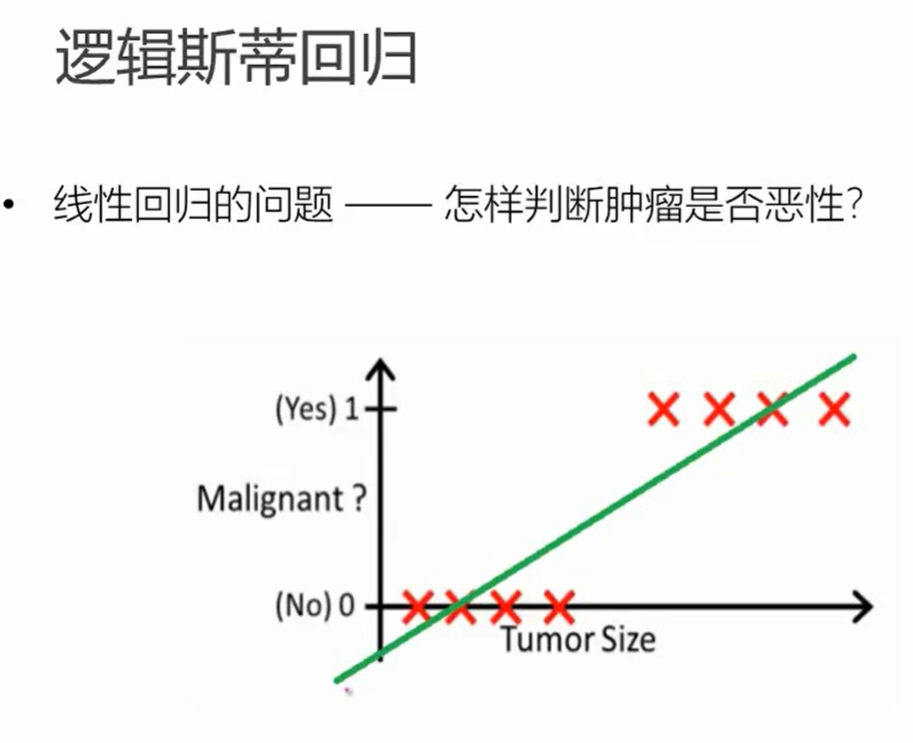 逻辑斯蒂回归
• 线性回归的问题 —— 怎样判断肿瘤是否恶性？
(Yes) 1
Malignant ?
(No) 0
Tumor Size